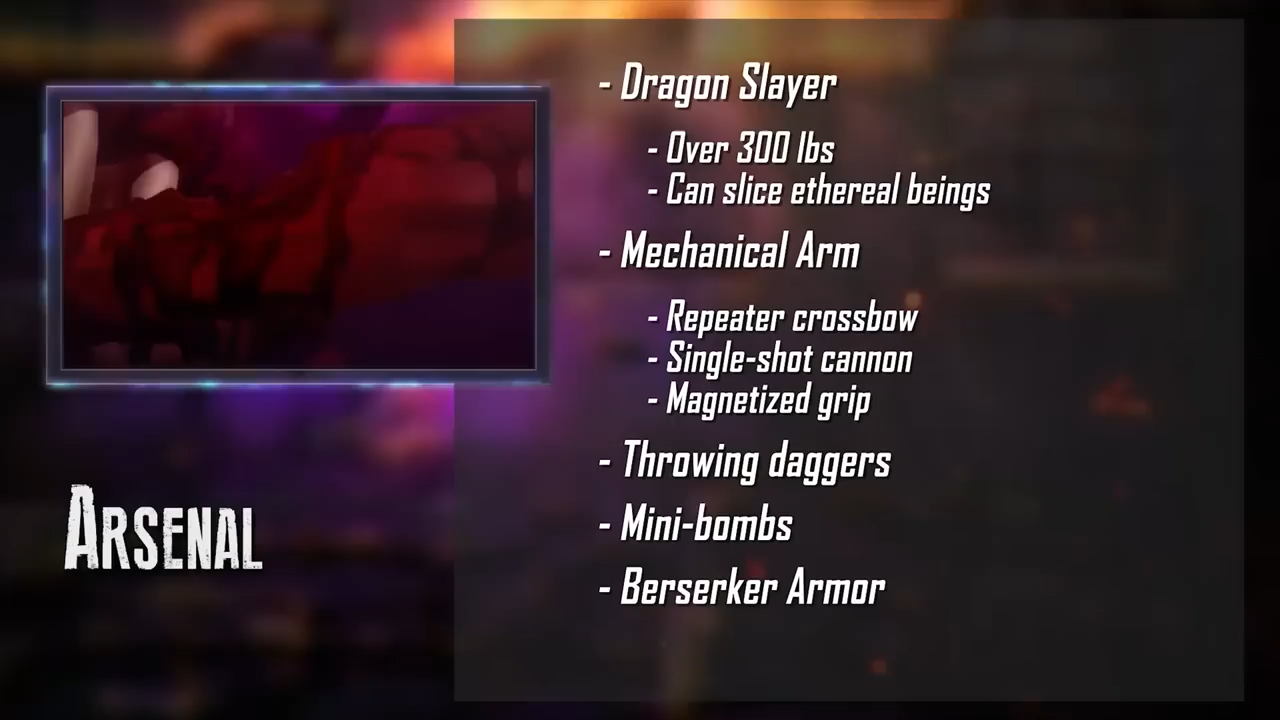 - Dragon Slayer
- Over 300 lbs
- Can slice ethereal beings
- Mechanical Arm
- Repeater crossbow
- Single-shot cannon
- Magnetized grip
- Throwing daggers
- Mini-bombs
- Berserker Armor
Arsenal